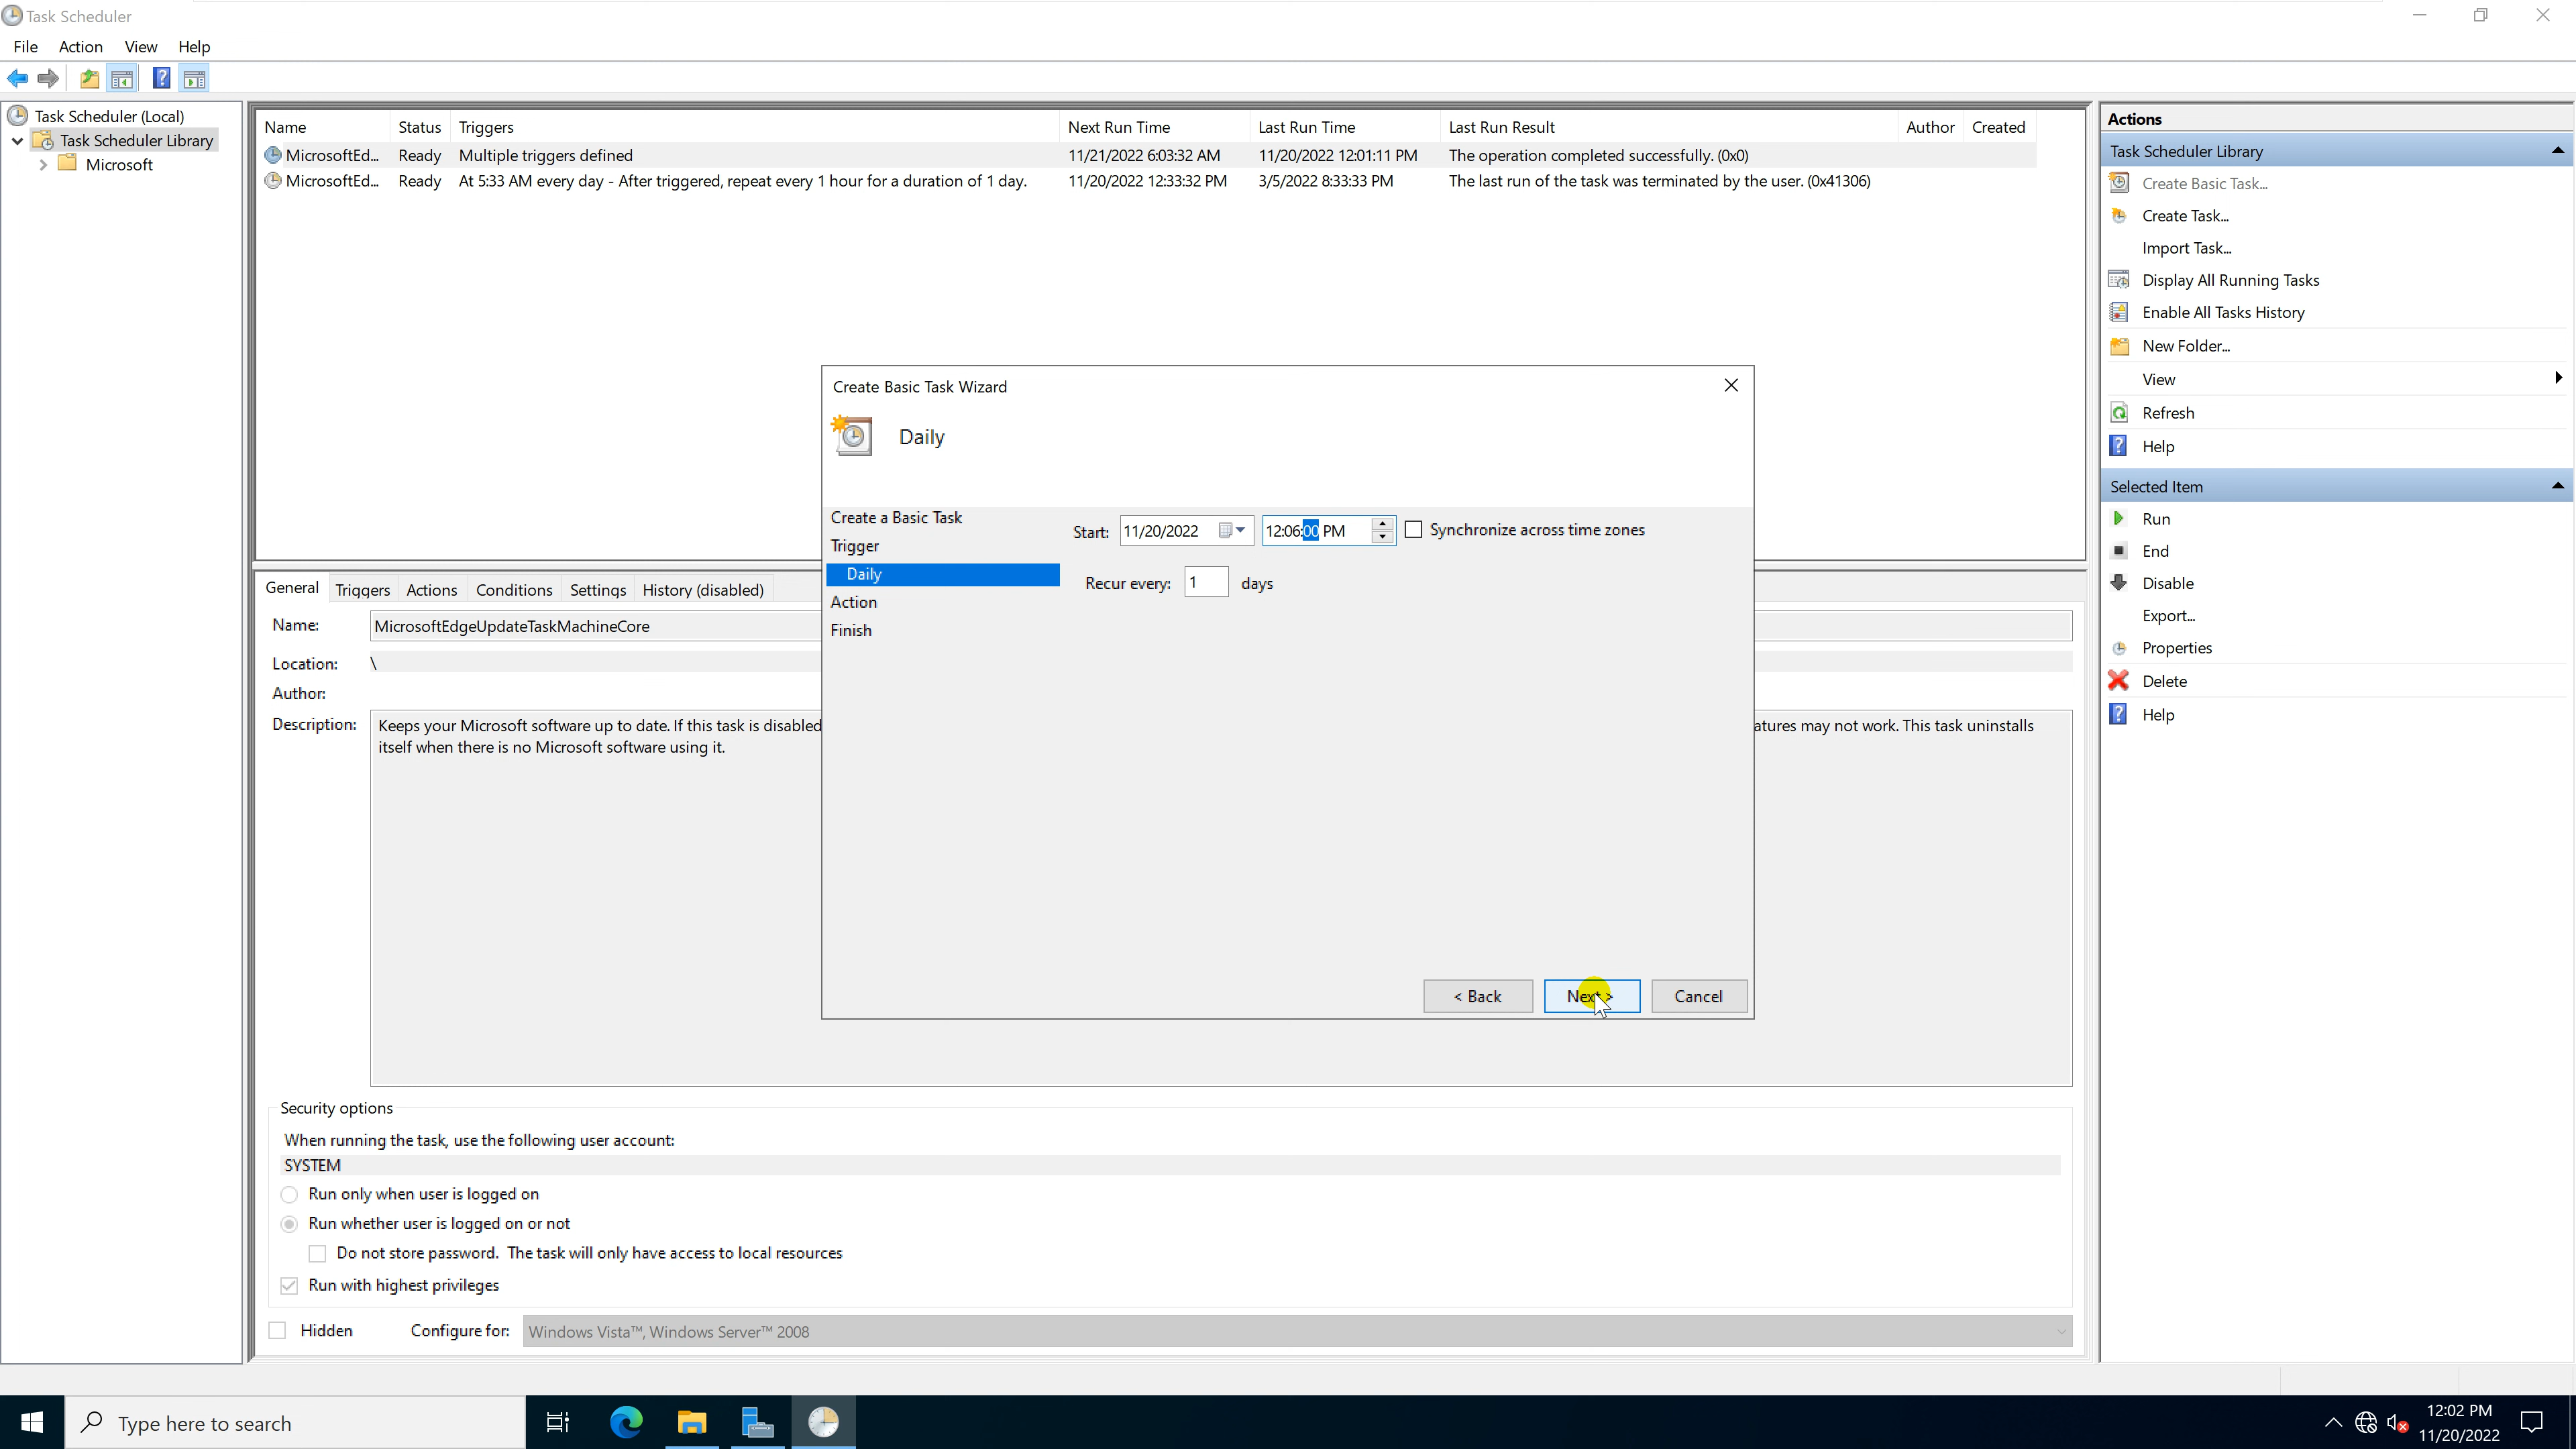 Task Scheduler
File Action View Help
Task Scheduler (Local)
Task Scheduler Library
Microsoft
Name Status Triggers Next Run Time Last Run Time Last Run Result Author Created
MicrosoftEd... Ready Multiple triggers defined 11/21/2022 6:03:32 AM 11/20/2022 12:01:11 PM The operation completed successfully. (0x0)
MicrosoftEd... Ready At 5:33 AM every day - After triggered, repeat every 1 hour for a duration of 1 day. 11/20/2022 12:33:32 PM 3/5/2022 8:33:33 PM The last run of the task was terminated by the user. (0x41306)
General Triggers Actions Conditions Settings History (disabled)
Name: MicrosoftEdgeUpdateTaskMachineCore
Location: \
Author:
Description: Keeps your Microsoft software up to date. If this task is disabled atures may not work. This task uninstalls
itself when there is no Microsoft software using it.
Security options
When running the task, use the following user account:
SYSTEM
Run only when user is logged on
Run whether user is logged on or not
Do not store password. The task will only have access to local resources
Run with highest privileges
Hidden Configure for: Windows Vista™, Windows Server™ 2008
Create Basic Task Wizard
Daily
Create a Basic Task
Trigger
Daily
Action
Finish
Start: 11/20/2022 12:06:00 PM Synchronize across time zones
Recur every: 1 days
< Back Next > Cancel
Actions
Task Scheduler Library
Create Basic Task...
Create Task...
Import Task...
Display All Running Tasks
Enable All Tasks History
New Folder...
View
Refresh
Help
Selected Item
Run
End
Disable
Export...
Properties
Delete
Help
Type here to search
12:02 PM
11/20/2022